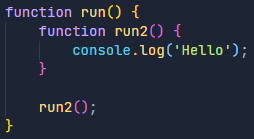 function run() {
    function run2() {
        console.log('Hello');
    }

    run2();
}